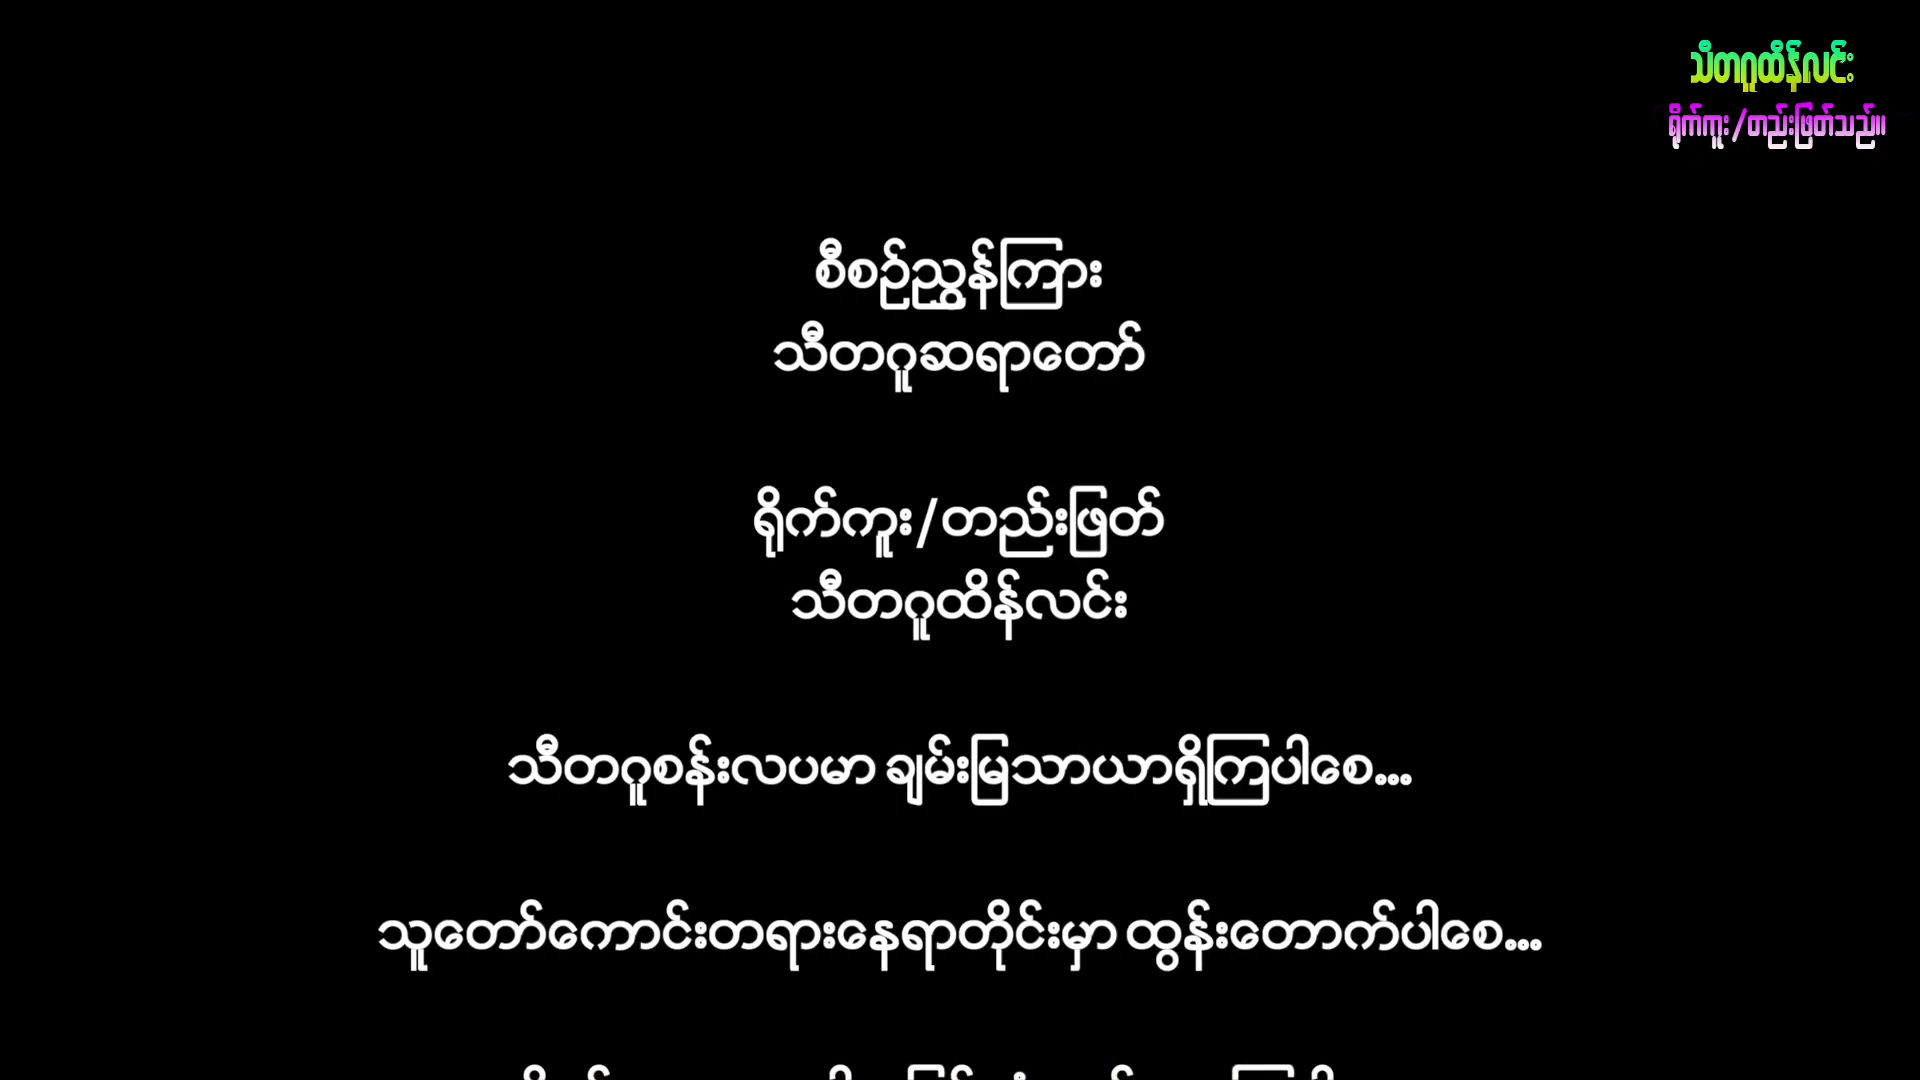 သီတဂူထိန်လင်း
ရိုက်ကူး/တည်းဖြတ်သည်။
စီစဉ်ညွှန်ကြား
သီတဂူဆရာတော်
ရိုက်ကူး/တည်းဖြတ်
သီတဂူထိန်လင်း
သီတဂူစန်းလပမာ ချမ်းမြသာယာရှိကြပါစေ...
သူတော်ကောင်းတရားနေရာတိုင်းမှာ ထွန်းတောက်ပါစေ...